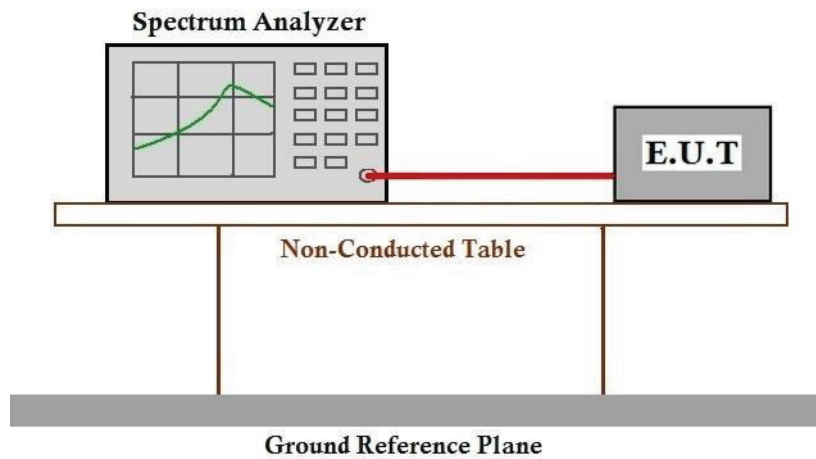 Spectrum Analyzer
E.U.T
Non-Conducted Table
Ground Reference Plane